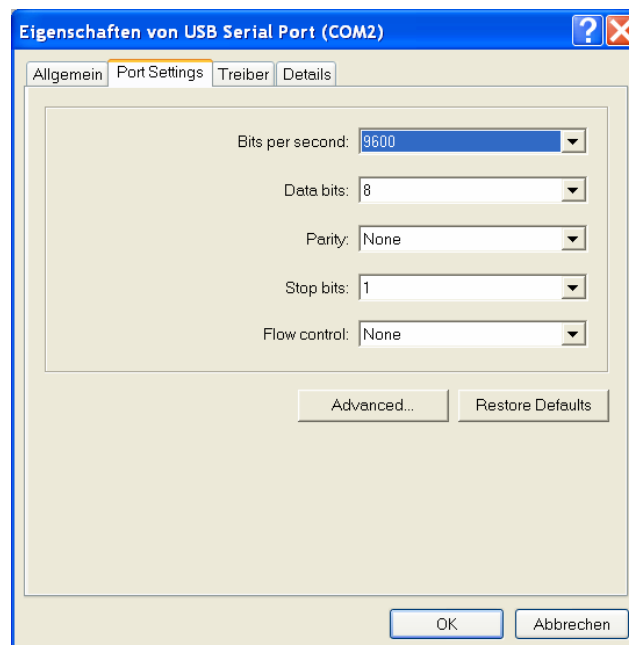 Eigenschaften von USB Serial Port (COM2)
Allgemein Port Settings Treiber Details
Bits per second: 9600
Data bits: 8
Parity: None
Stop bits: 1
Flow control: None
Advanced... Restore Defaults
OK Abbrechen